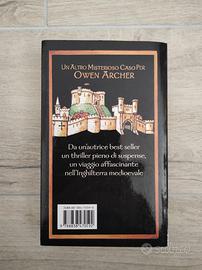 UN ALTRO MISTERIOSO CASO PER
OWEN ARCHER
Da un'autrice best seller
un thriller pieno di suspense,
un viaggio affascinante
nell'Inghilterra medioevale